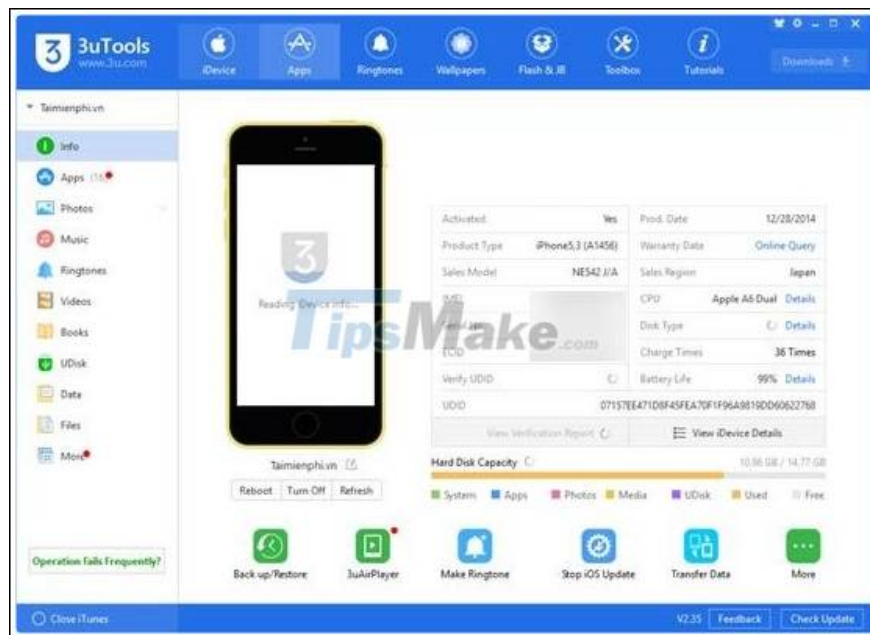 3uTools
www.3u.com
iDevice
Apps
Ringtones
Wallpapers
Flash & JB
Toolbox
Tutorials
Downloads
Taimienphi.vn
Info
Apps
Photos
Music
Ringtones
Videos
Books
UDisk
Data
Files
More
Operation Fails Frequently?
3
Reading iDevice info...
TipsMake.com
Taimienphi.vn
Reboot Turn Off Refresh
Activated Yes Prod. Date 12/28/2014
Product Type iPhone5,3 (A1456) Warranty Date Online Query
Sales Model NE542 J/A Sales Region Japan
IMEI CPU Apple A6 Dual Details
Disk Type Details
ECID Charge Times 36 Times
Verify UDID Battery Life 99% Details
UDID
View Verification Report View iDevice Details
Hard Disk Capacity 10.86 GB / 14.77 GB
System Apps Photos Media UDisk Used Free
Back up/Restore
3uAirPlayer
Make Ringtone
Stop iOS Update
Transfer Data
More
Close iTunes
V2.35 Feedback Check Update